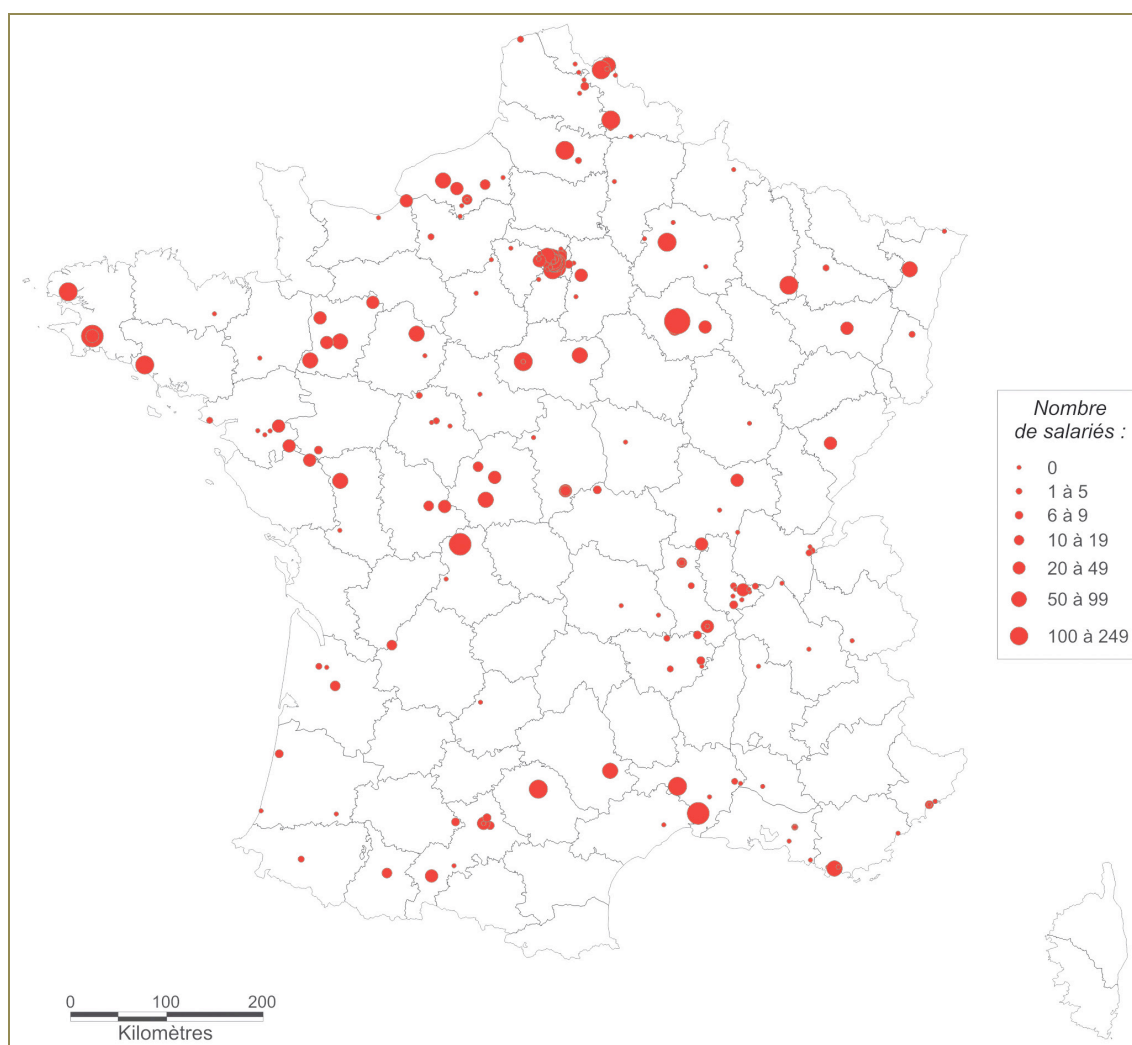 Nombre
de salariés :
0
1 à 5
6 à 9
10 à 19
20 à 49
50 à 99
100 à 249
0 100 200
Kilomètres